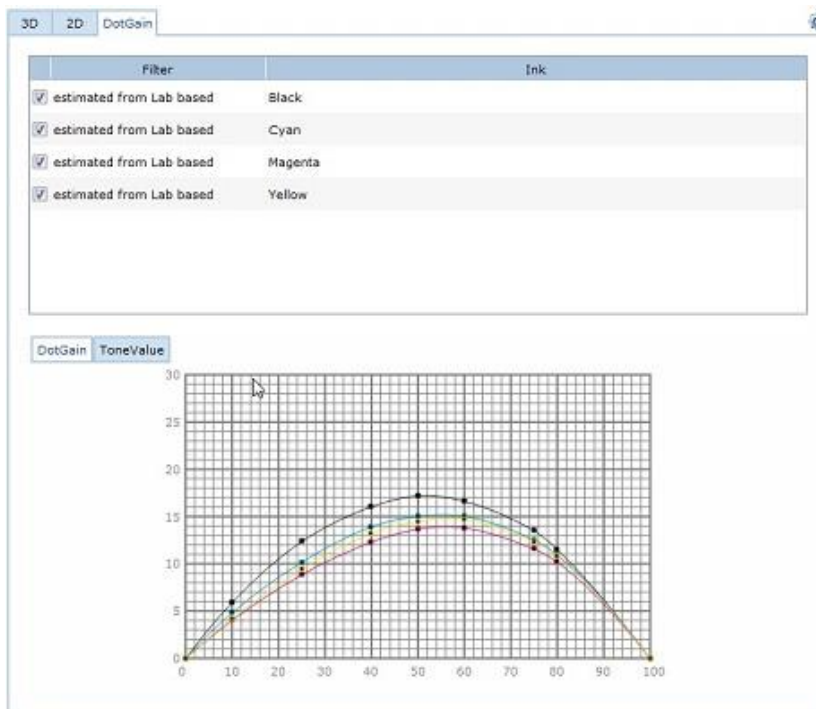 3D 2D DotGain
Filter Ink
estimated from Lab based Black
estimated from Lab based Cyan
estimated from Lab based Magenta
estimated from Lab based Yellow
DotGain ToneValue
30
25
20
15
10
5
0
0 10 20 30 40 50 60 70 80 90 100